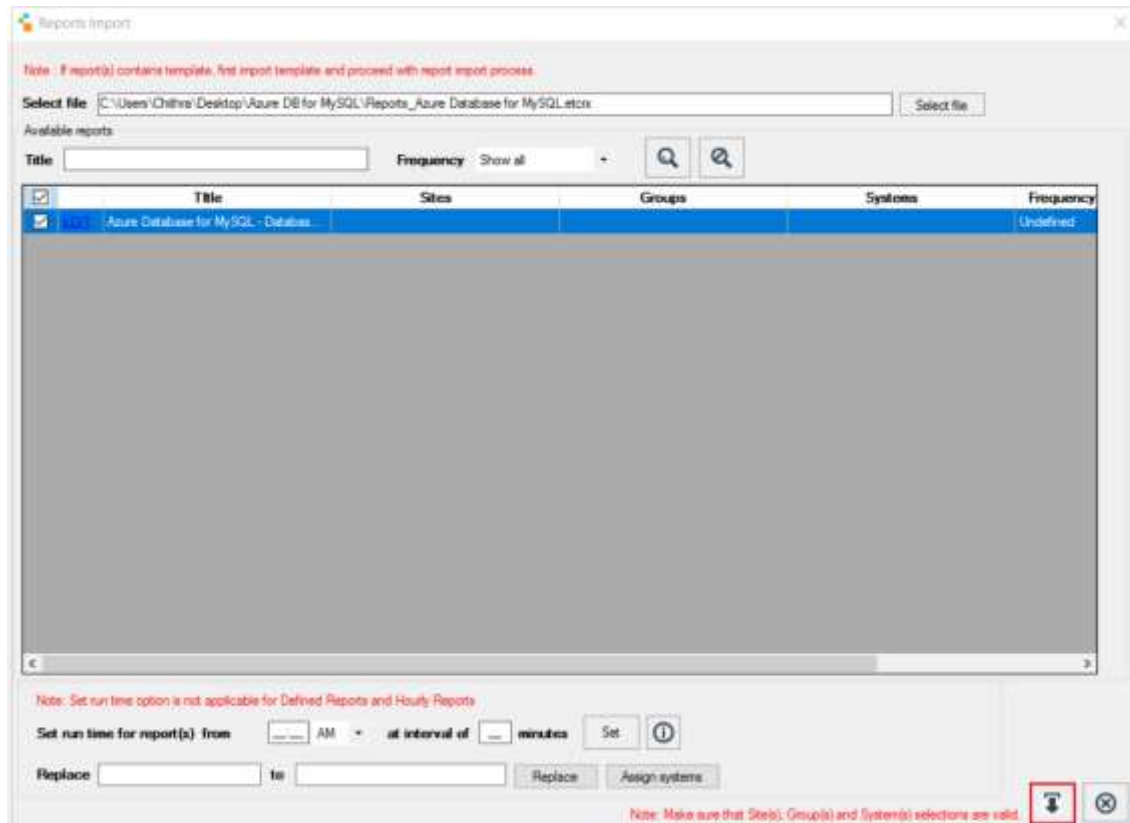 Reports Import
Note : If report(s) contains template, first import template and proceed with report import process.
Select file C:\Users\Chithra\Desktop\Azure DB for MySQL\Reports_Azure Database for MySQL.etcrx Select file
Available reports
Title Frequency Show all
Title Sites Groups Systems Frequency
EDIT Azure Database for MySQL - Databas... Undefined
Note: Set run time option is not applicable for Defined Reports and Hourly Reports
Set run time for report(s) from __:__ AM at interval of __ minutes Set
Replace to Replace Assign systems
Note: Make sure that Site(s), Group(s) and System(s) selections are valid.